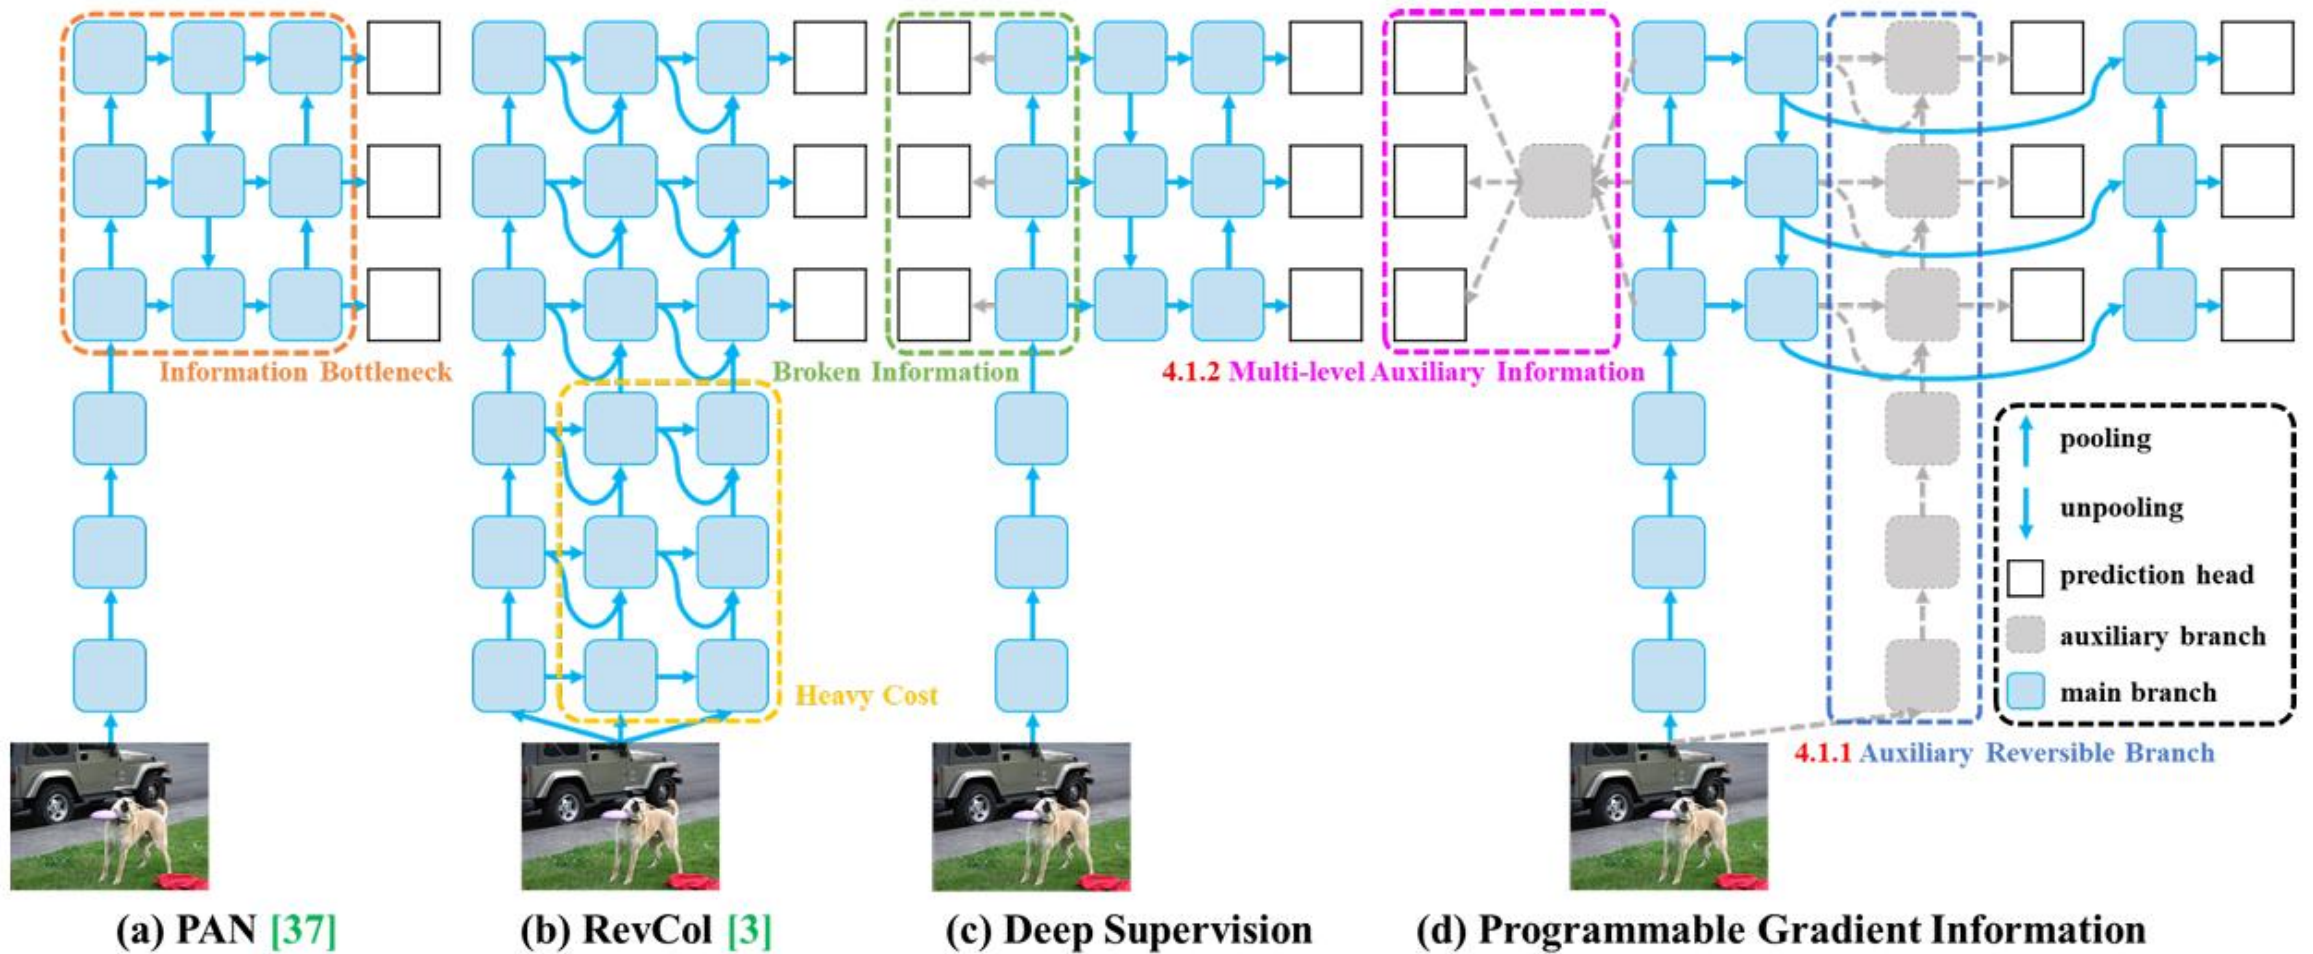 Information Bottleneck
Broken Information
4.1.2 Multi-level Auxiliary Information
Heavy Cost
pooling
unpooling
prediction head
auxiliary branch
main branch
4.1.1 Auxiliary Reversible Branch
(a) PAN [37]
(b) RevCol [3]
(c) Deep Supervision
(d) Programmable Gradient Information